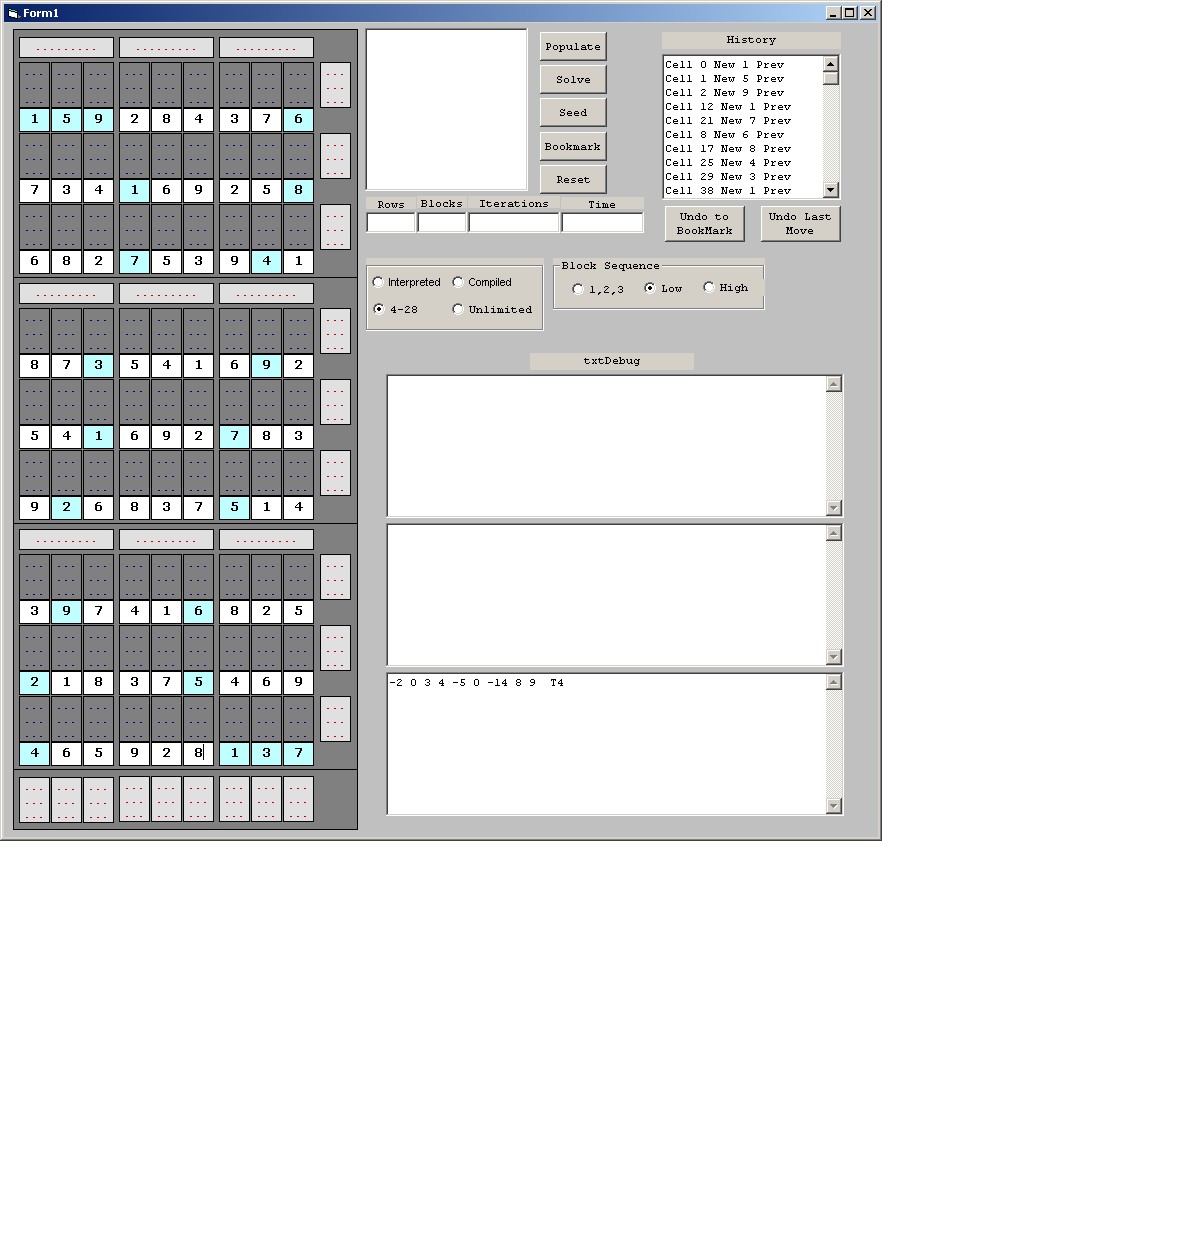 Form1
......... ......... .........
--- --- --- --- --- --- --- --- --- ---
--- --- --- --- --- --- --- --- --- ---
--- --- --- --- --- --- --- --- --- ---
1 5 9 2 8 4 3 7 6
--- --- --- --- --- --- --- --- --- ---
--- --- --- --- --- --- --- --- --- ---
--- --- --- --- --- --- --- --- --- ---
7 3 4 1 6 9 2 5 8
--- --- --- --- --- --- --- --- --- ---
--- --- --- --- --- --- --- --- --- ---
--- --- --- --- --- --- --- --- --- ---
6 8 2 7 5 3 9 4 1
......... ......... .........
--- --- --- --- --- --- --- --- --- ---
--- --- --- --- --- --- --- --- --- ---
--- --- --- --- --- --- --- --- --- ---
8 7 3 5 4 1 6 9 2
--- --- --- --- --- --- --- --- --- ---
--- --- --- --- --- --- --- --- --- ---
--- --- --- --- --- --- --- --- --- ---
5 4 1 6 9 2 7 8 3
--- --- --- --- --- --- --- --- --- ---
--- --- --- --- --- --- --- --- --- ---
--- --- --- --- --- --- --- --- --- ---
9 2 6 8 3 7 5 1 4
......... ......... .........
--- --- --- --- --- --- --- --- --- ---
--- --- --- --- --- --- --- --- --- ---
--- --- --- --- --- --- --- --- --- ---
3 9 7 4 1 6 8 2 5
--- --- --- --- --- --- --- --- --- ---
--- --- --- --- --- --- --- --- --- ---
--- --- --- --- --- --- --- --- --- ---
2 1 8 3 7 5 4 6 9
--- --- --- --- --- --- --- --- --- ---
--- --- --- --- --- --- --- --- --- ---
--- --- --- --- --- --- --- --- --- ---
4 6 5 9 2 8 1 3 7
--- --- --- --- --- --- --- --- ---
--- --- --- --- --- --- --- --- ---
--- --- --- --- --- --- --- --- ---
Populate
Solve
Seed
Bookmark
Reset
History
Cell 0 New 1 Prev
Cell 1 New 5 Prev
Cell 2 New 9 Prev
Cell 12 New 1 Prev
Cell 21 New 7 Prev
Cell 8 New 6 Prev
Cell 17 New 8 Prev
Cell 25 New 4 Prev
Cell 29 New 3 Prev
Cell 38 New 1 Prev
Rows Blocks Iterations Time
Undo to
BookMark
Undo Last
Move
Interpreted Compiled
4-28 Unlimited
Block Sequence
1,2,3 Low High
txtDebug
-2 0 3 4 -5 0 -14 8 9 T4